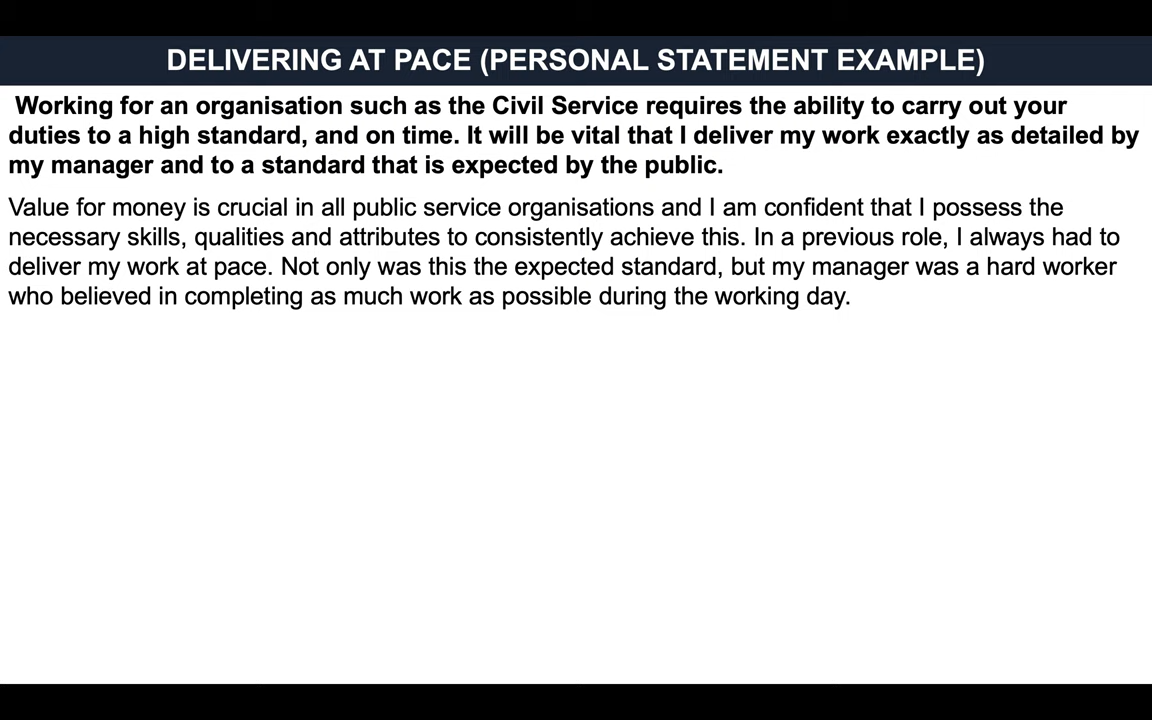 DELIVERING AT PACE (PERSONAL STATEMENT EXAMPLE)
Working for an organisation such as the Civil Service requires the ability to carry out your
duties to a high standard, and on time. It will be vital that I deliver my work exactly as detailed by
my manager and to a standard that is expected by the public.
Value for money is crucial in all public service organisations and I am confident that I possess the
necessary skills, qualities and attributes to consistently achieve this. In a previous role, I always had to
deliver my work at pace. Not only was this the expected standard, but my manager was a hard worker
who believed in completing as much work as possible during the working day.